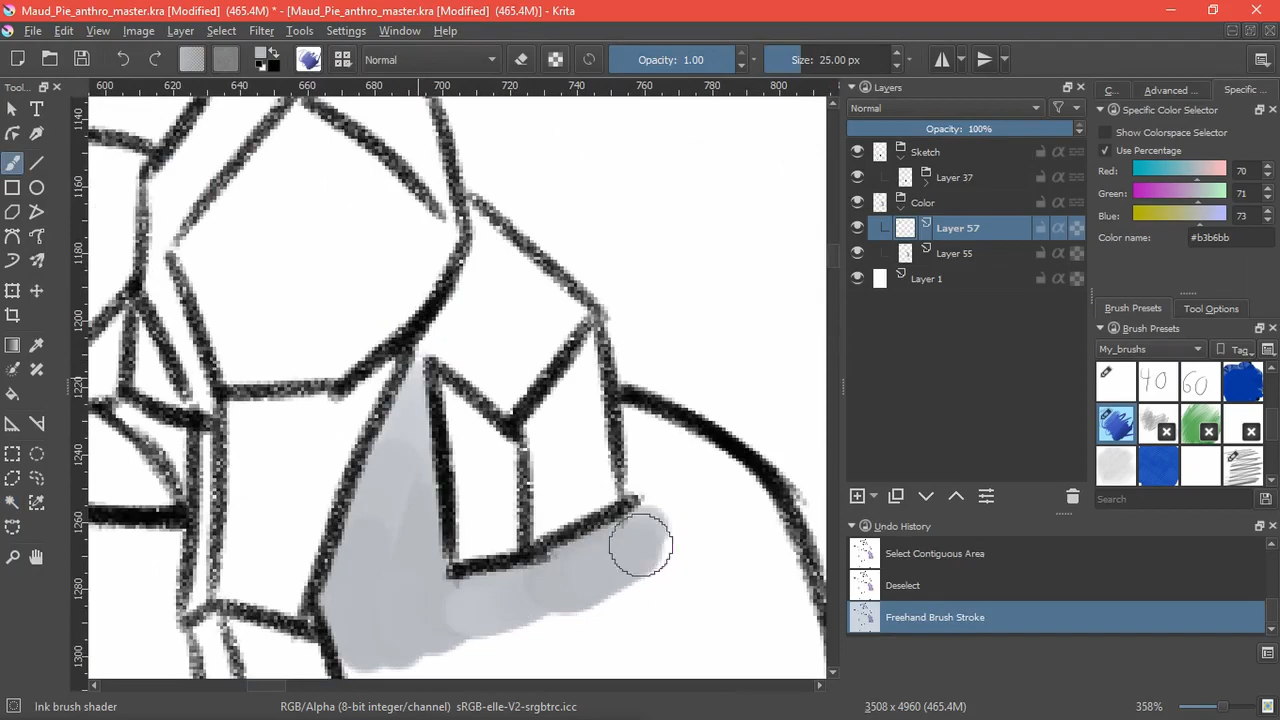 Maud_Pie_anthro_master.kra [Modified] (465.4M) * - [Maud_Pie_anthro_master.kra [Modified] (465.4M)] - Krita
File Edit View Image Layer Select Filter Tools Settings Window Help
Normal
Opacity: 1.00
Size: 25.00 px
Tool...
600 620 640 660 680 700 720 740 760 780 800
1140
1160
1180
1200
1220
1240
1260
1280
1300
Layers
Normal
Opacity: 100%
Sketch
Layer 37
Color
Layer 57
Layer 55
Layer 1
Undo History
Select Contiguous Area
Deselect
Freehand Brush Stroke
C... Advanced ... Specific ...
Specific Color Selector
Show Colorspace Selector
Use Percentage
Red: 70
Green: 71
Blue: 73
Color name: #b3b6bb
Brush Presets Tool Options
Brush Presets
My_brushs Tag
40 60
Search
Ink brush shader
RGB/Alpha (8-bit integer/channel) sRGB-elle-V2-srgbtrc.icc
3508 x 4960 (465.4M)
358%